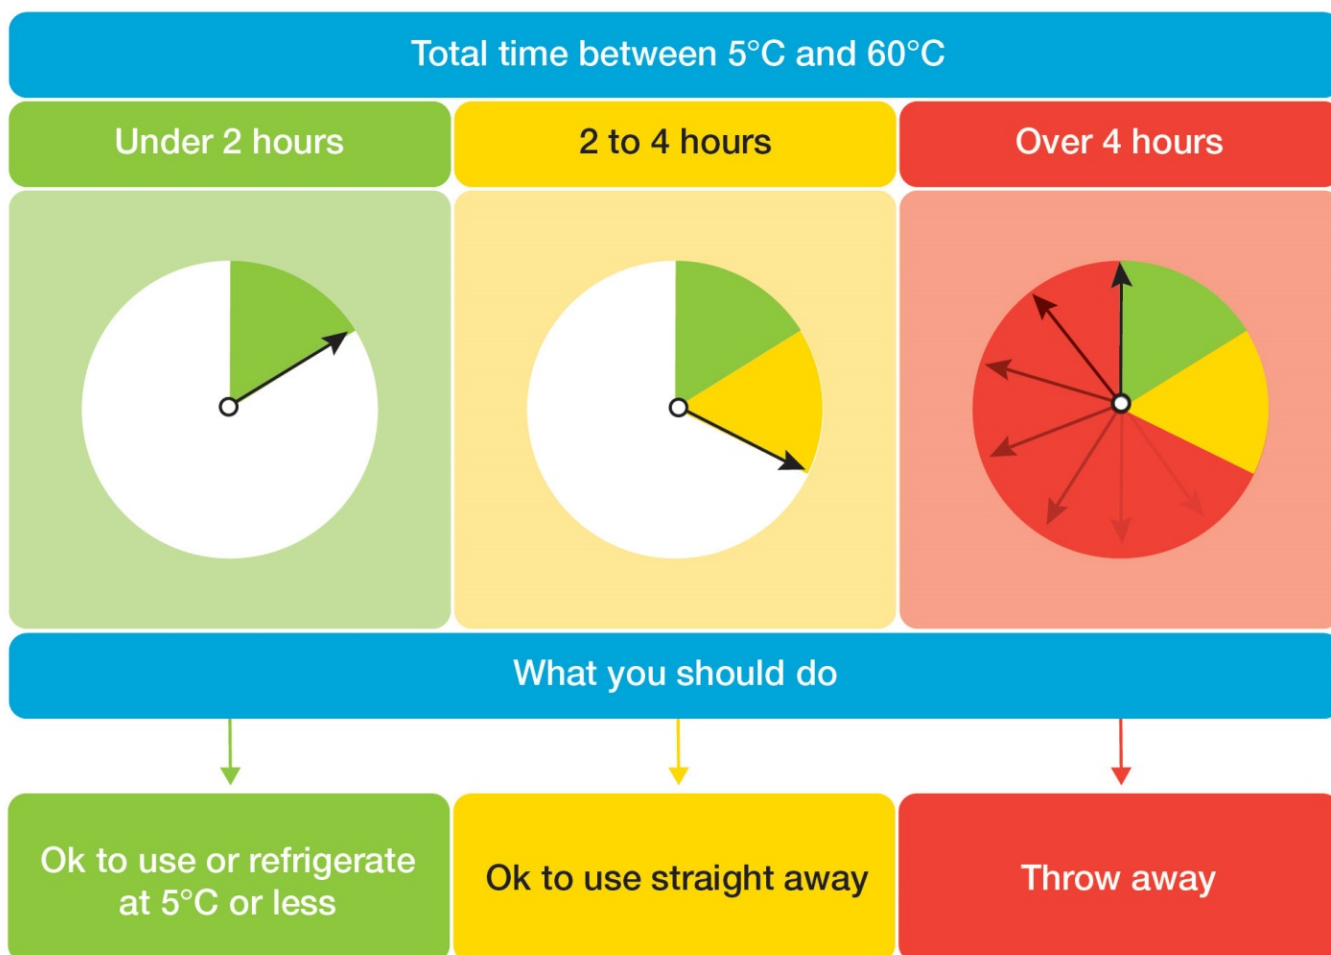 Total time between 5°C and 60°C
Under 2 hours
2 to 4 hours
Over 4 hours
What you should do
Ok to use or refrigerate
at 5°C or less
Ok to use straight away
Throw away